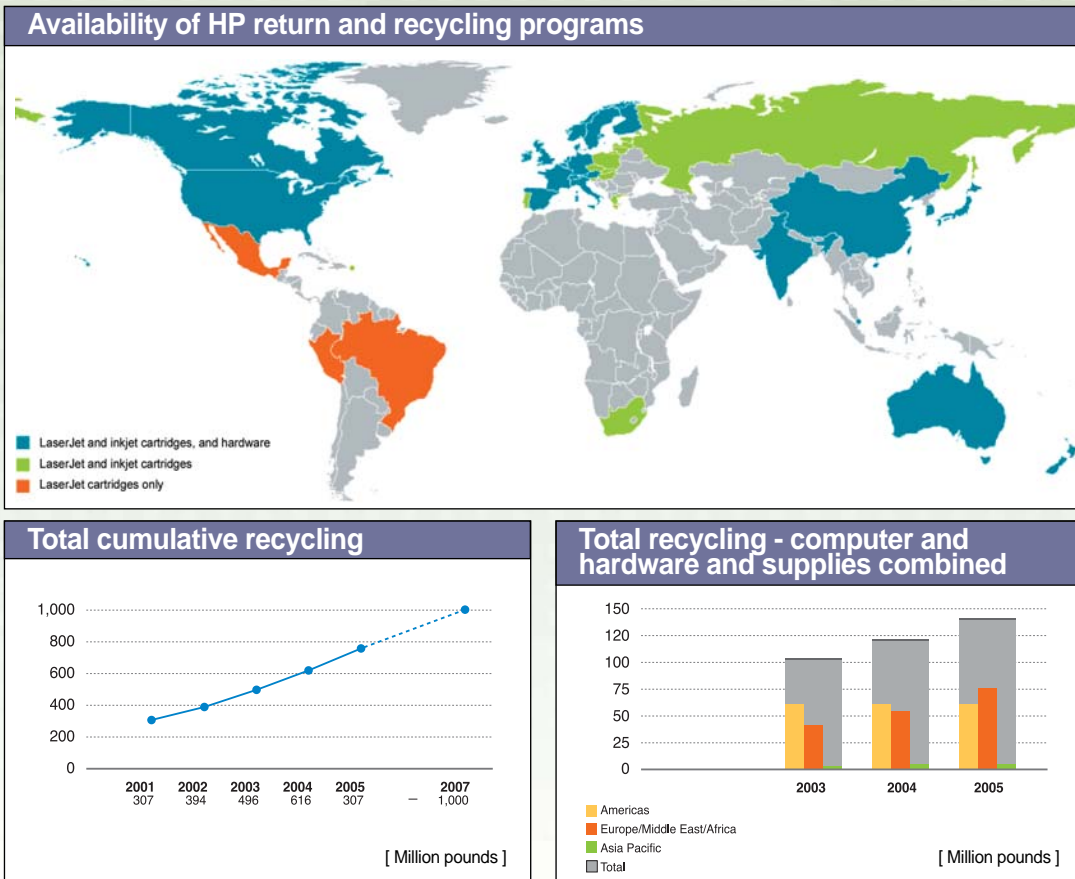 Availability of HP return and recycling programs
LaserJet and inkjet cartridges, and hardware
LaserJet and inkjet cartridges
LaserJet cartridges only
Total cumulative recycling
1,000
800
600
400
200
0
2001 2002 2003 2004 2005 2007
307 394 496 616 307 – 1,000
[ Million pounds ]
Total recycling - computer and
hardware and supplies combined
150
125
100
75
50
25
0
2003 2004 2005
Americas
Europe/Middle East/Africa
Asia Pacific
Total
[ Million pounds ]